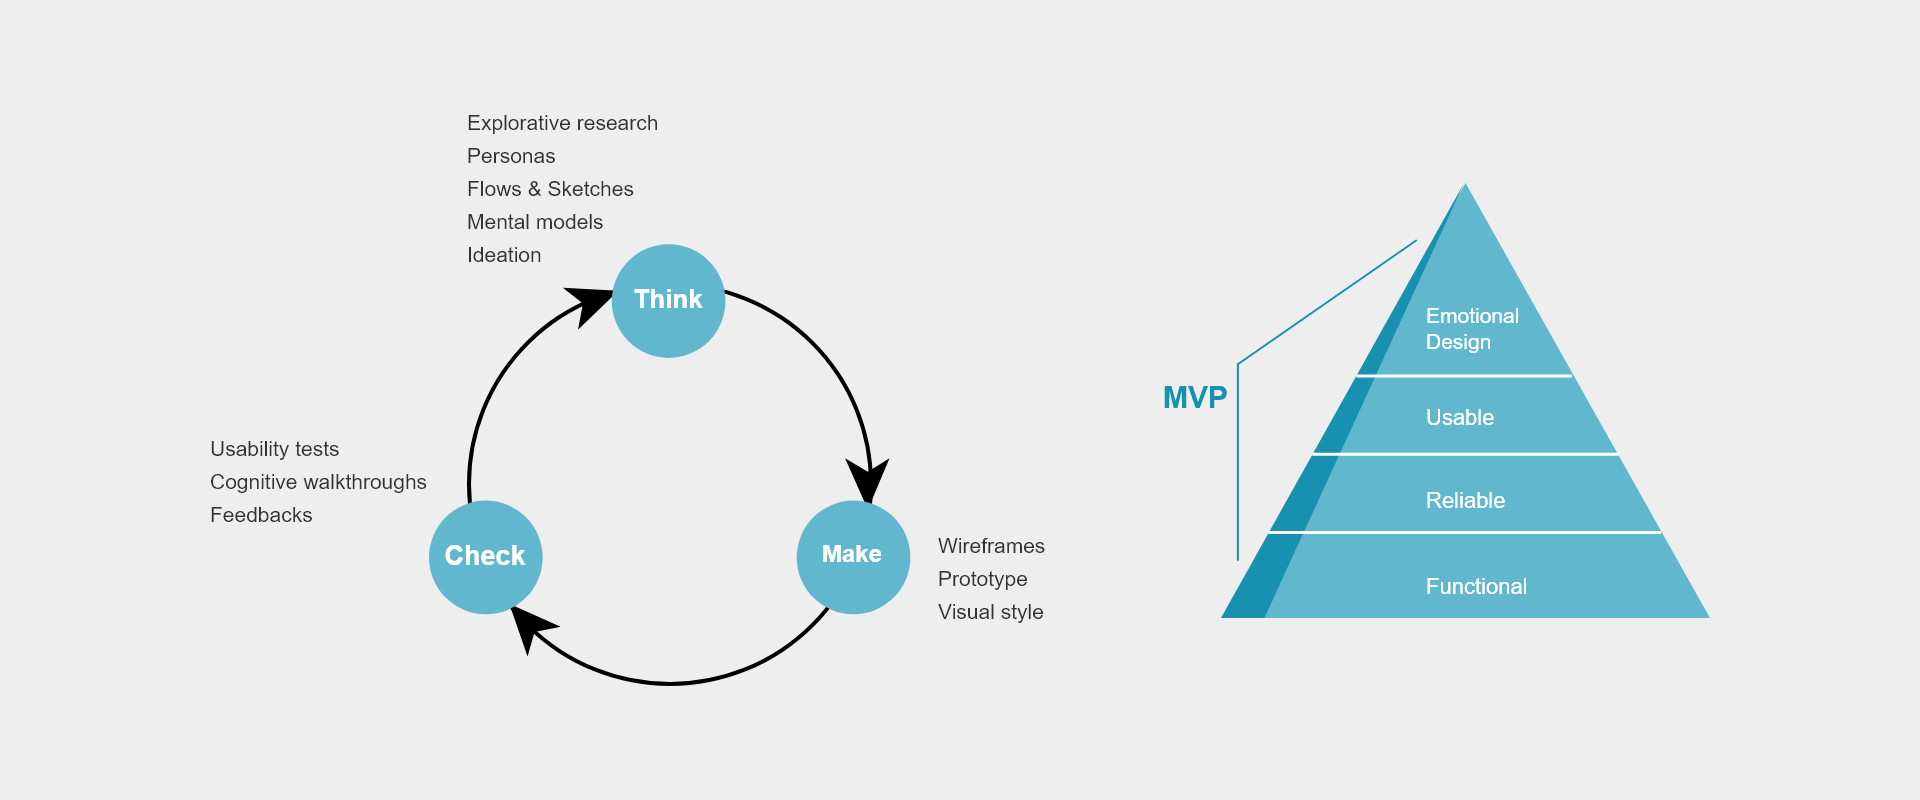 Explorative research
Personas
Flows & Sketches
Mental models
Ideation
Think
Usability tests
Cognitive walkthroughs
Feedbacks
Check
Make
Wireframes
Prototype
Visual style
MVP
Emotional
Design
Usable
Reliable
Functional